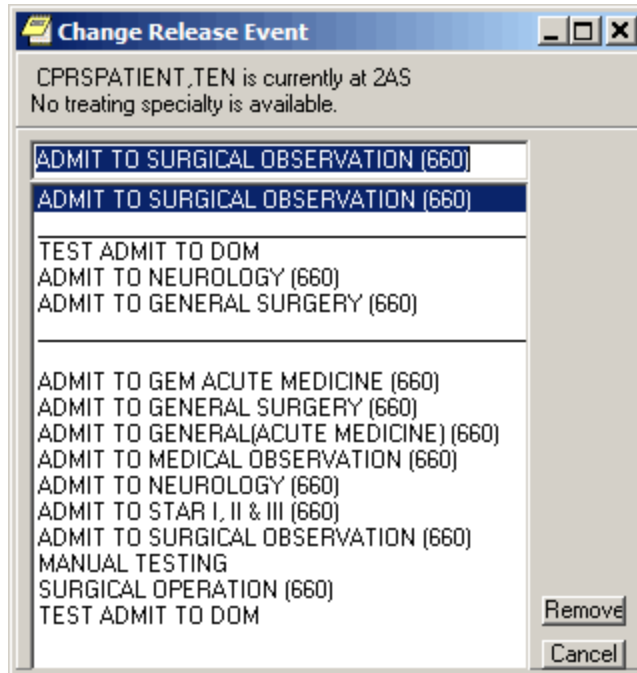 Change Release Event
CPRSPATIENT,TEN is currently at 2AS
No treating specialty is available.
ADMIT TO SURGICAL OBSERVATION (660)
ADMIT TO SURGICAL OBSERVATION (660)
TEST ADMIT TO DOM
ADMIT TO NEUROLOGY (660)
ADMIT TO GENERAL SURGERY (660)
ADMIT TO GEM ACUTE MEDICINE (660)
ADMIT TO GENERAL SURGERY (660)
ADMIT TO GENERAL(ACUTE MEDICINE) (660)
ADMIT TO MEDICAL OBSERVATION (660)
ADMIT TO NEUROLOGY (660)
ADMIT TO STAR I, II & III (660)
ADMIT TO SURGICAL OBSERVATION (660)
MANUAL TESTING
SURGICAL OPERATION (660)
TEST ADMIT TO DOM
Remove
Cancel